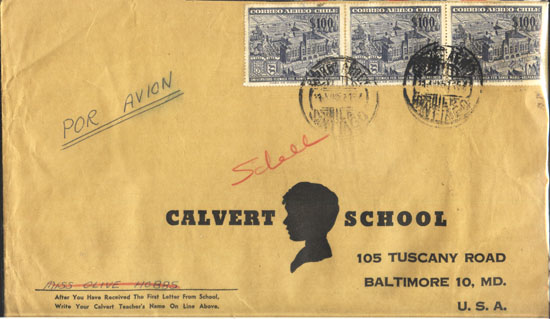 CORREO AEREO CHILE CORREO AEREO CHILE CORREO AEREO CHILE
$100 $100 $100
POR AVION
Schell
CALVERT SCHOOL
105 TUSCANY ROAD
BALTIMORE 10, MD.
U. S. A.
MISS OLIVE HOBBS
After You Have Received The First Letter From School,
Write Your Calvert Teacher's Name On Line Above.